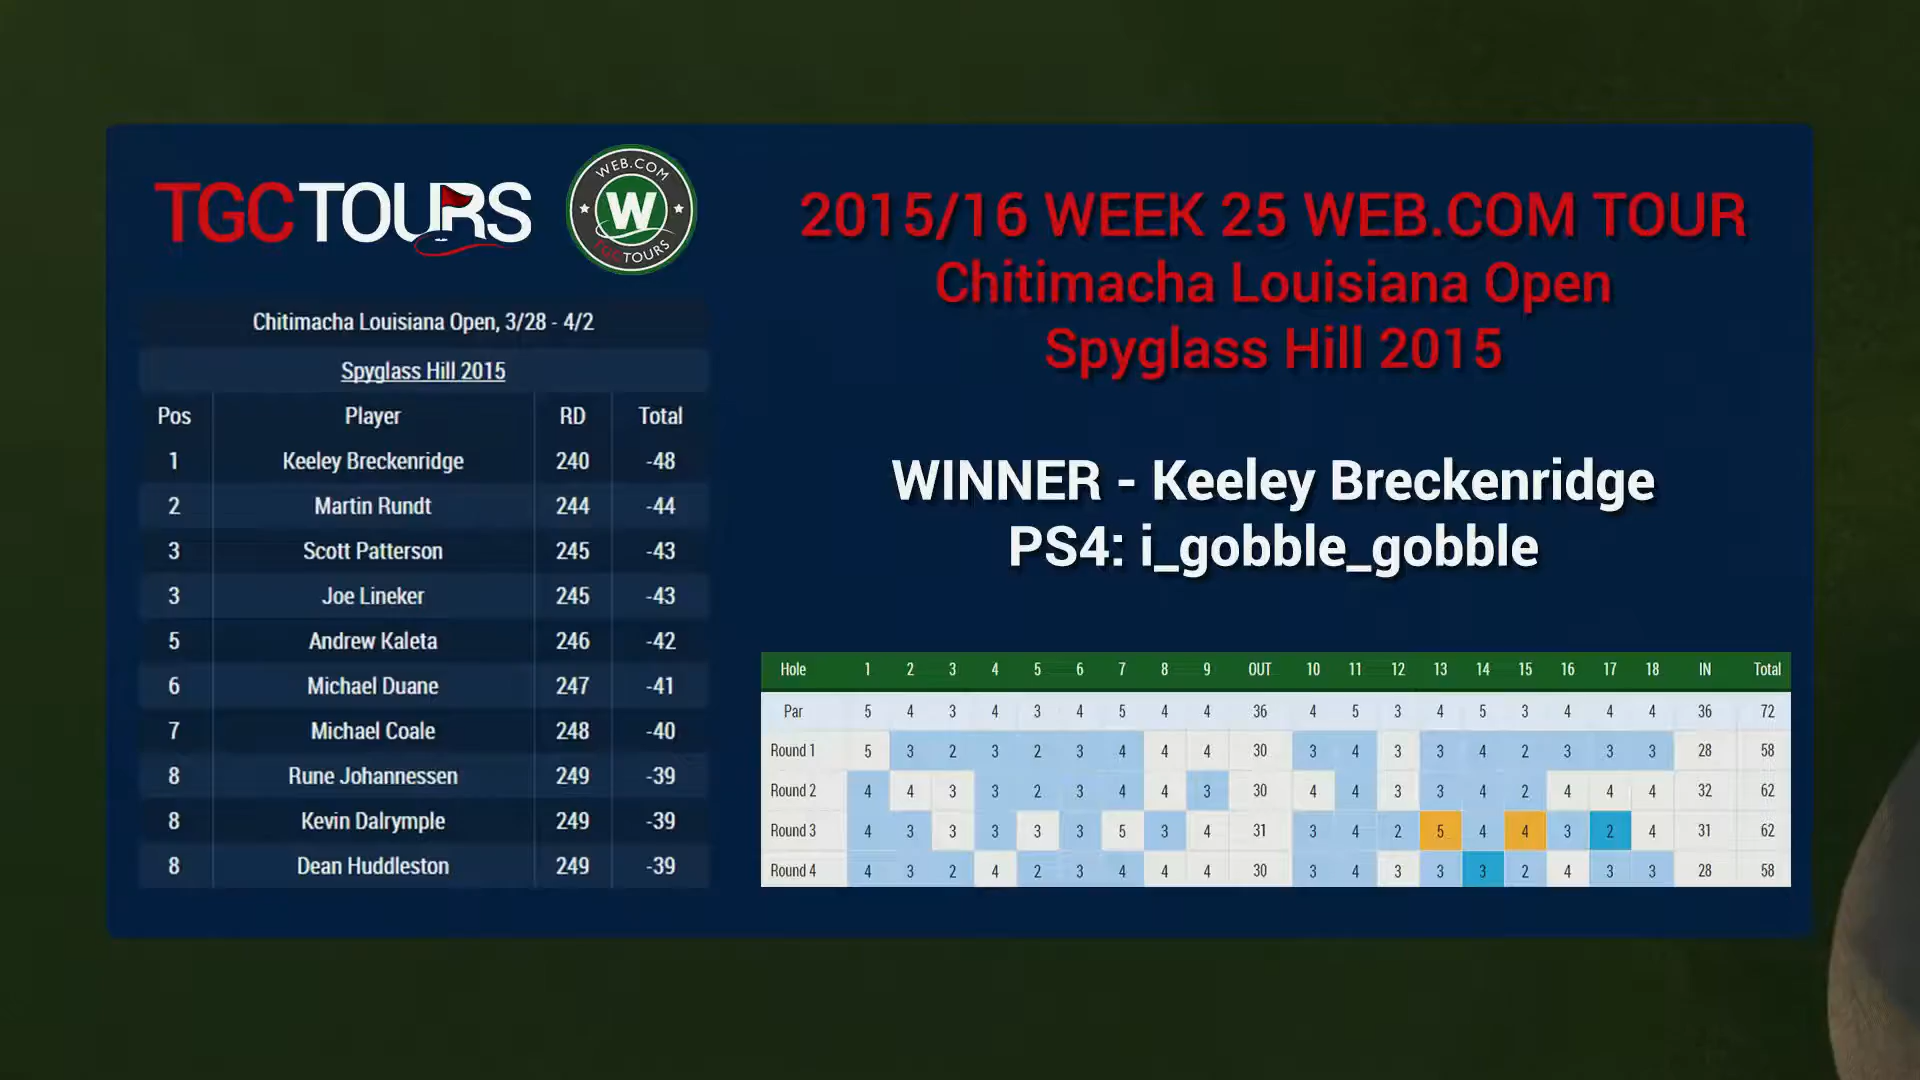 TGCTOURS
WEB.COM
W
TGCTOURS
2015/16 WEEK 25 WEB.COM TOUR
Chitimacha Louisiana Open
Spyglass Hill 2015
WINNER - Keeley Breckenridge
PS4: i_gobble_gobble
Chitimacha Louisiana Open, 3/28 - 4/2
Spyglass Hill 2015
Pos Player RD Total
1 Keeley Breckenridge 240 -48
2 Martin Rundt 244 -44
3 Scott Patterson 245 -43
3 Joe Lineker 245 -43
5 Andrew Kaleta 246 -42
6 Michael Duane 247 -41
7 Michael Coale 248 -40
8 Rune Johannessen 249 -39
8 Kevin Dalrymple 249 -39
8 Dean Huddleston 249 -39
Hole 1 2 3 4 5 6 7 8 9 OUT 10 11 12 13 14 15 16 17 18 IN Total
Par 5 4 3 4 3 4 5 4 4 36 4 5 3 4 5 3 4 4 4 36 72
Round 1 5 3 2 3 2 3 4 4 4 30 3 4 3 3 4 2 3 3 3 28 58
Round 2 4 4 3 3 2 3 4 4 3 30 4 4 3 3 4 2 4 4 4 32 62
Round 3 4 3 3 3 3 3 5 3 4 31 3 4 2 5 4 4 3 2 4 31 62
Round 4 4 3 2 4 2 3 4 4 4 30 3 4 3 3 3 2 4 3 3 28 58